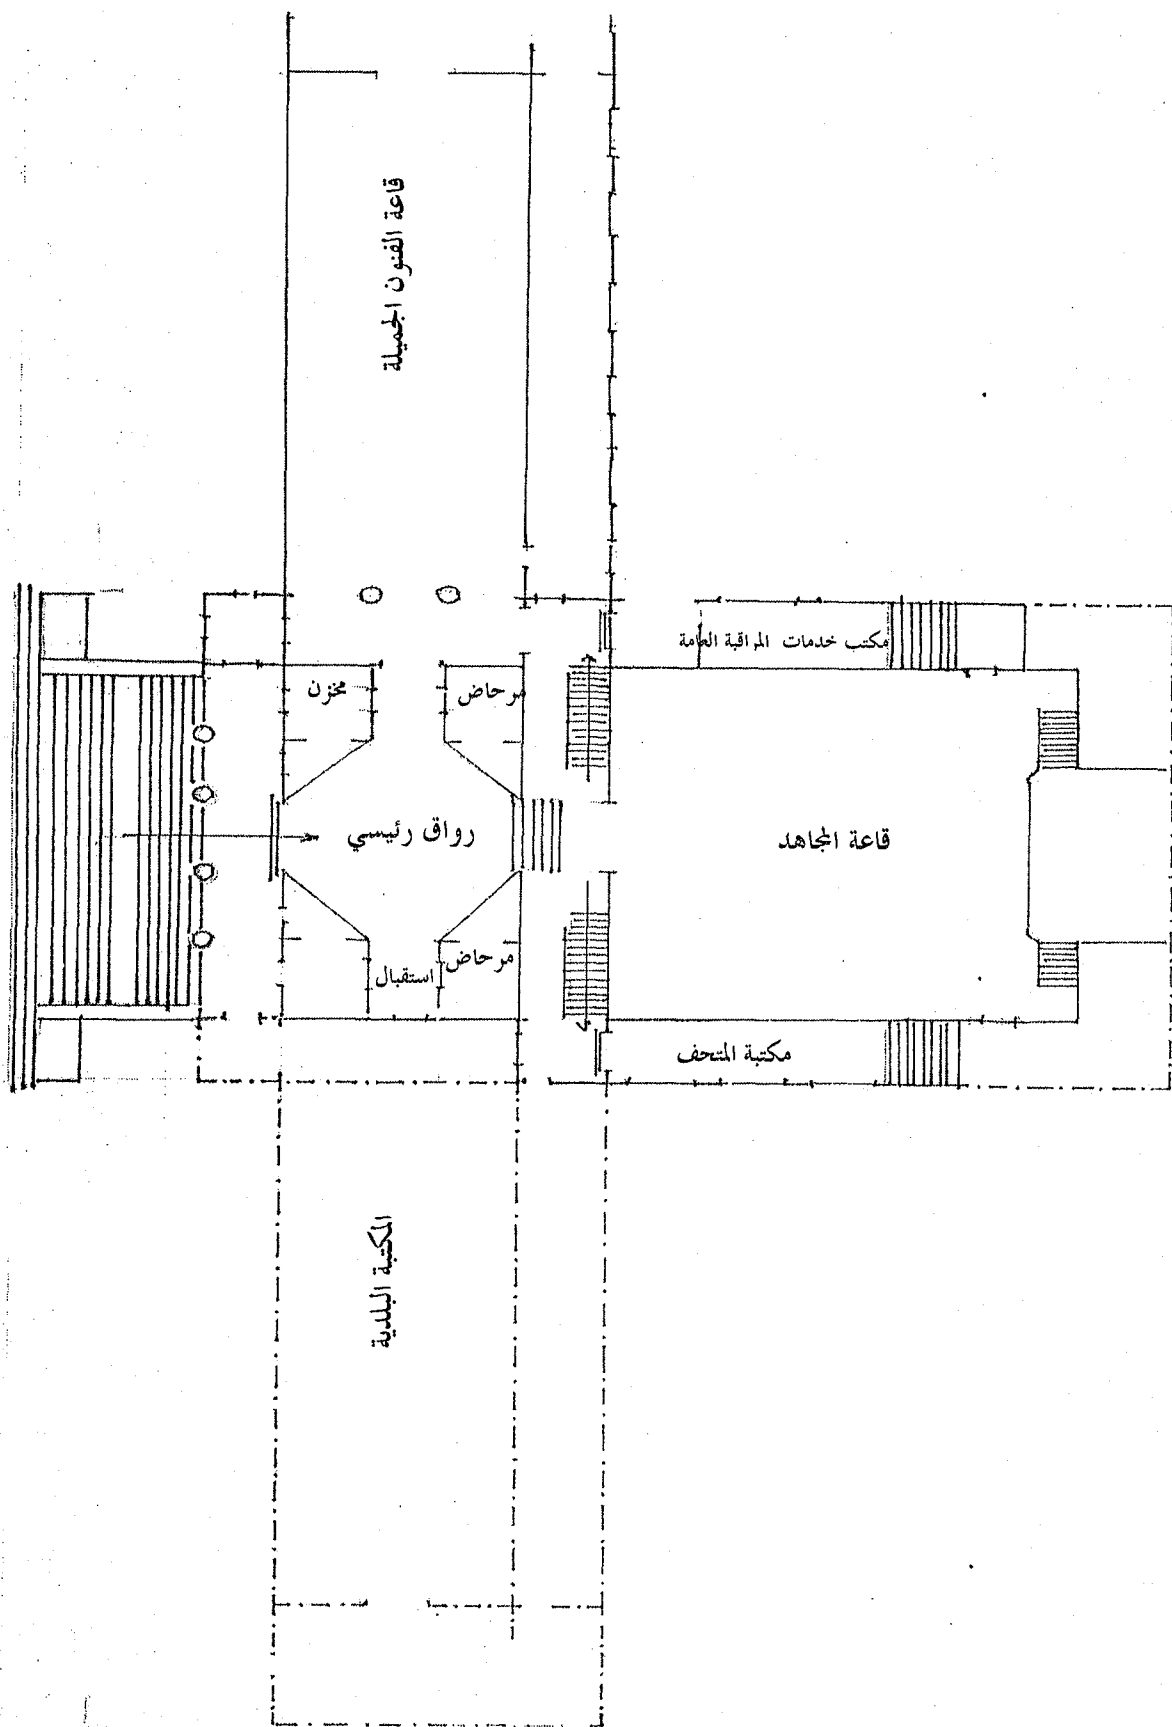 قاعة الفنون الجميلة
مكتب خدمات المراقبة العامة
مخزن
مرحاض
رواق رئيسي
قاعة المجاهد
استقبال
مرحاض
مكتبة المتحف
المكتبة البلدية